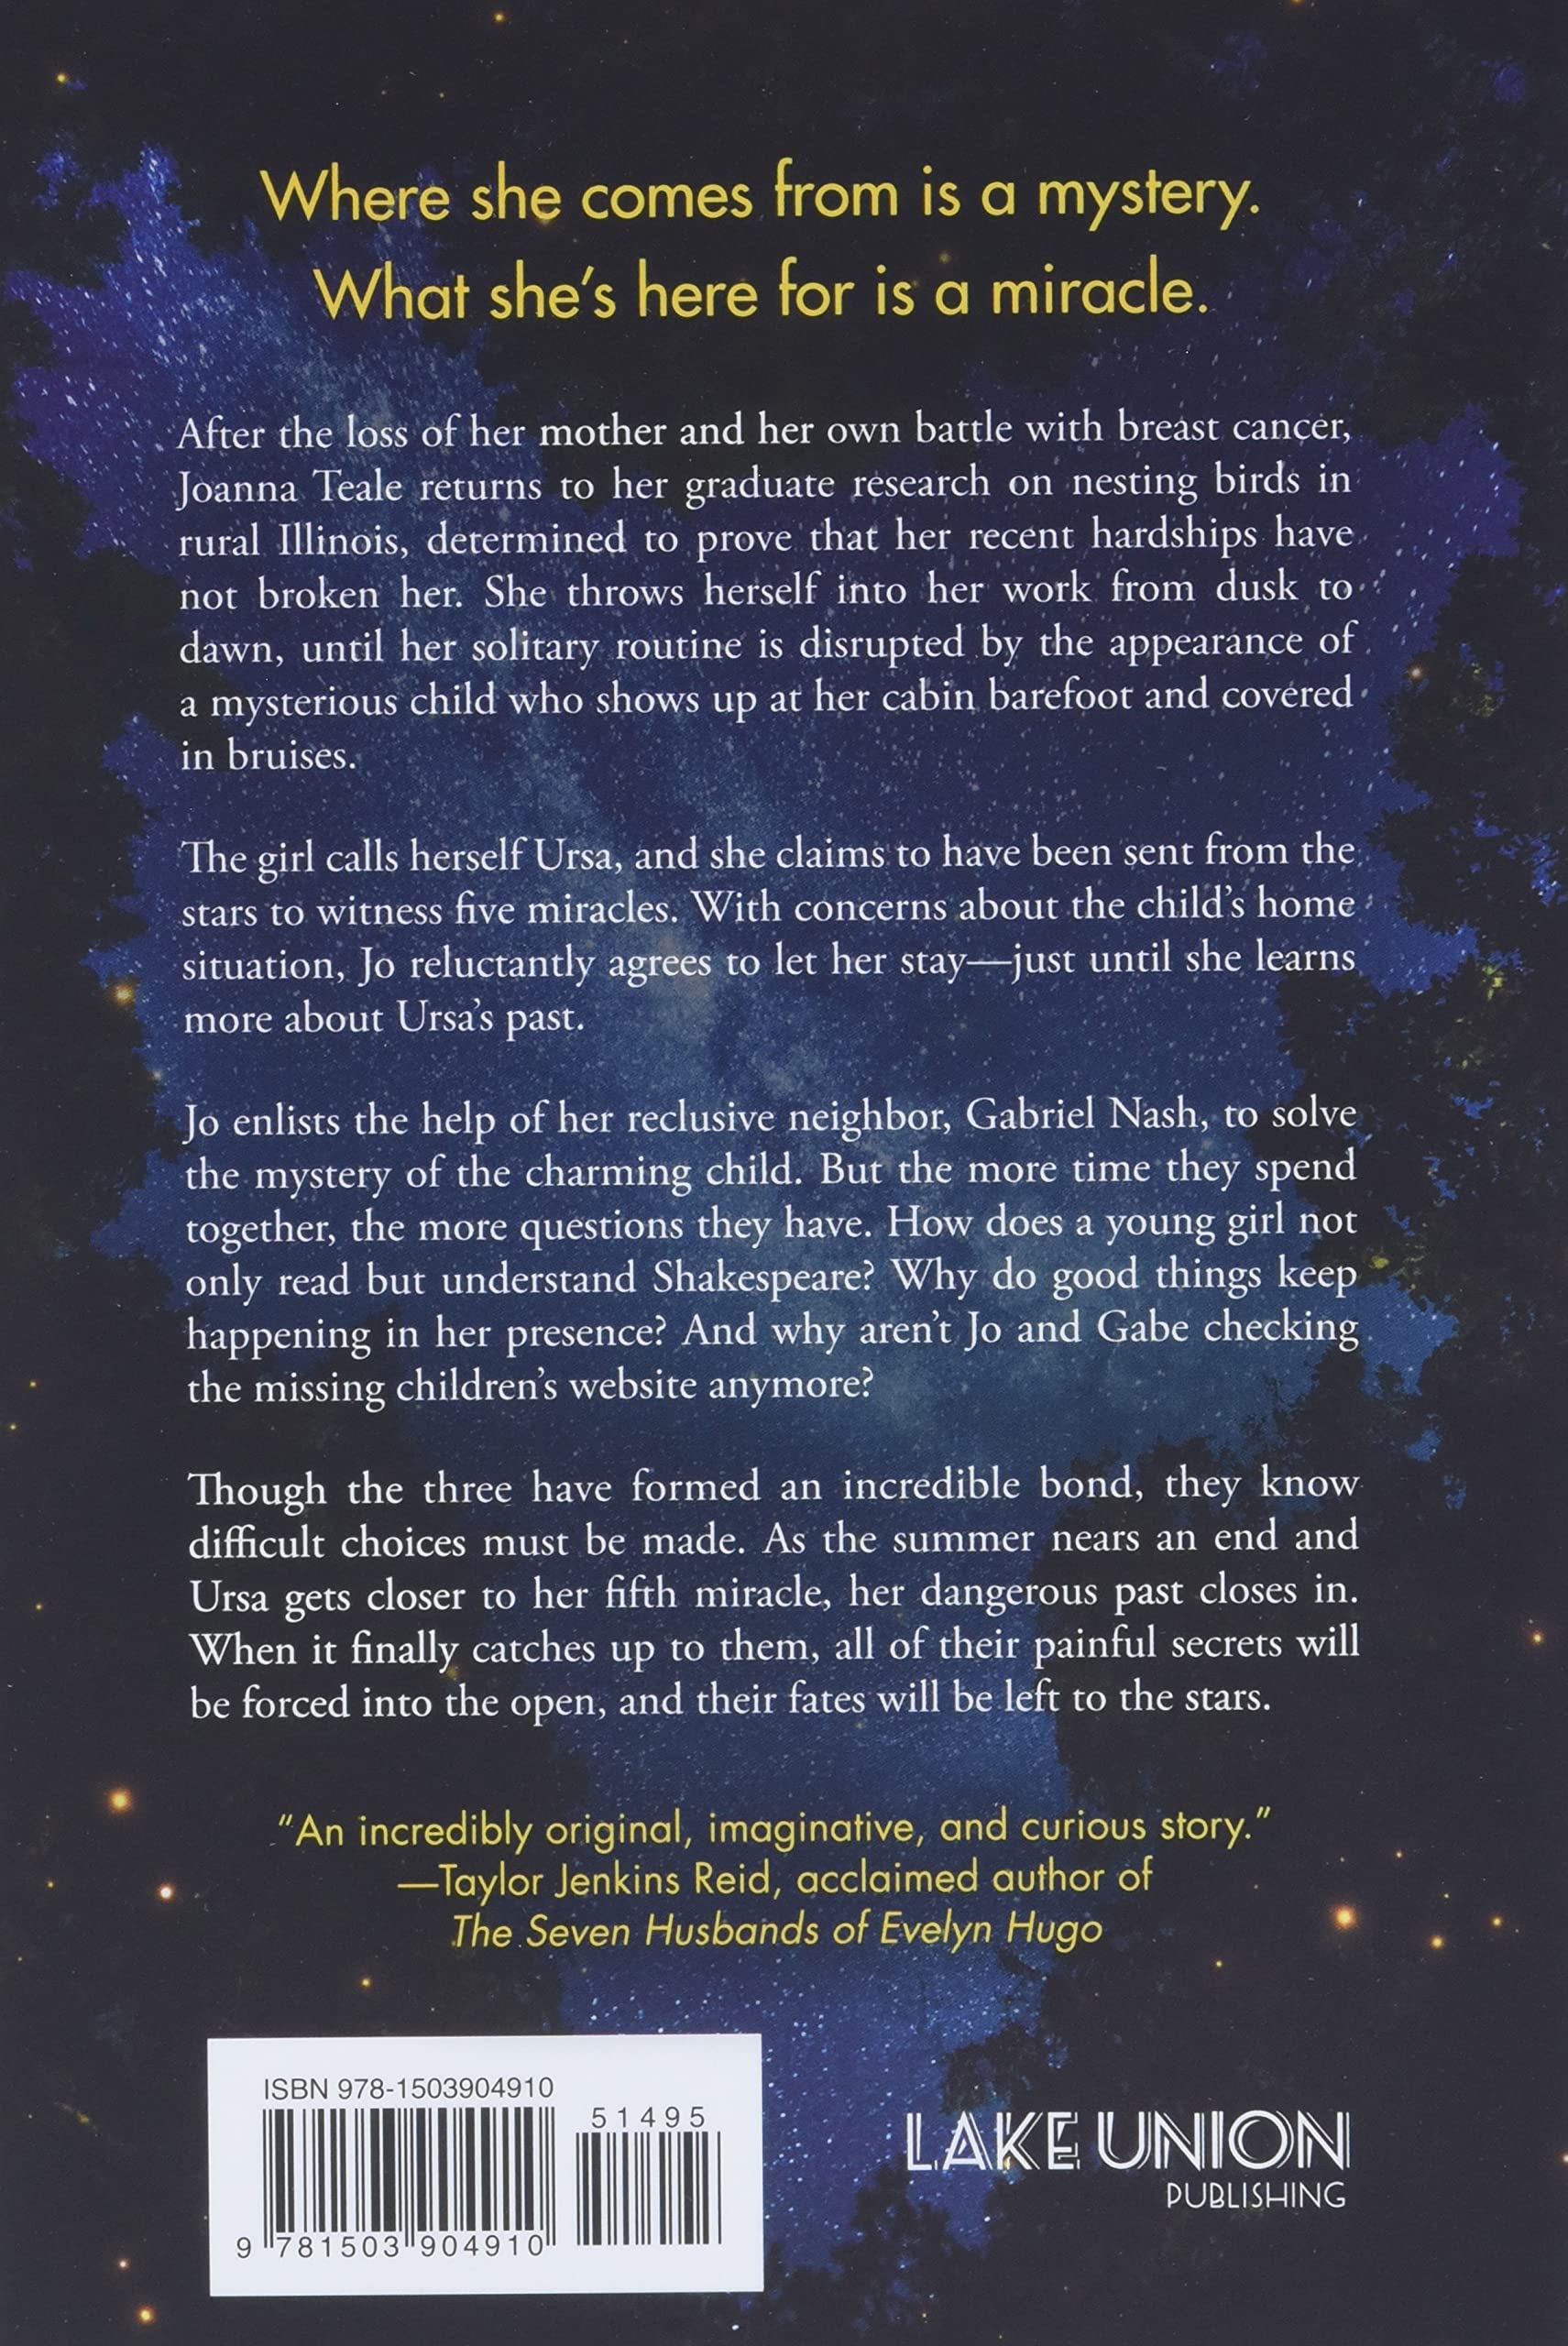 Where she comes from is a mystery.
What she's here for is a miracle.
After the loss of her mother and her own battle with breast cancer,
Joanna Teale returns to her graduate research on nesting birds in
rural Illinois, determined to prove that her recent hardships have
not broken her. She throws herself into her work from dusk to
dawn, until her solitary routine is disrupted by the appearance of
a mysterious child who shows up at her cabin barefoot and covered
in bruises.
The girl calls herself Ursa, and she claims to have been sent from the
stars to witness five miracles. With concerns about the child's home
situation, Jo reluctantly agrees to let her stay—just until she learns
more about Ursa's past.
Jo enlists the help of her reclusive neighbor, Gabriel Nash, to solve
the mystery of the charming child. But the more time they spend
together, the more questions they have. How does a young girl not
only read but understand Shakespeare? Why do good things keep
happening in her presence? And why aren't Jo and Gabe checking
the missing children's website anymore?
Though the three have formed an incredible bond, they know
difficult choices must be made. As the summer nears an end and
Ursa gets closer to her fifth miracle, her dangerous past closes in.
When it finally catches up to them, all of their painful secrets will
be forced into the open, and their fates will be left to the stars.
"An incredibly original, imaginative, and curious story."
—Taylor Jenkins Reid, acclaimed author of
The Seven Husbands of Evelyn Hugo
ISBN 978-1503904910
51495
9 781503 904910
LAKE UNION
PUBLISHING